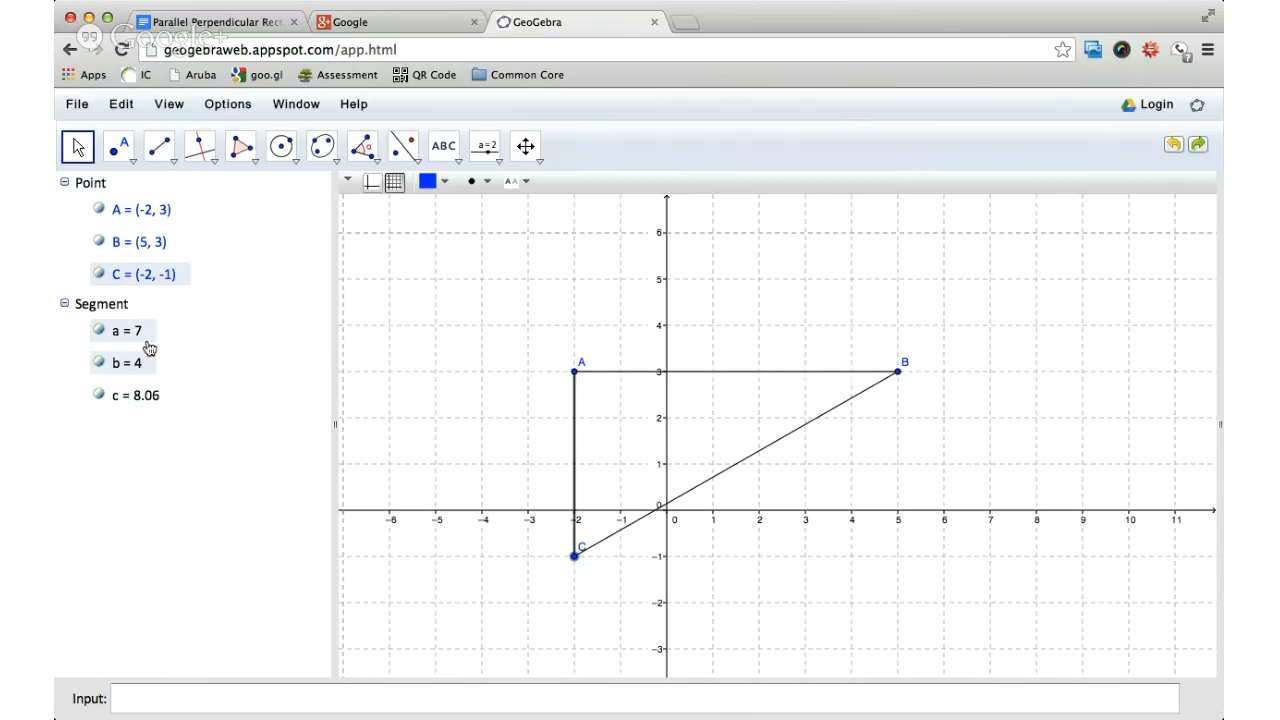 Parallel Perpendicular Rect
Google
GeoGebra
Google+
geogebraweb.appspot.com/app.html
Apps
IC
Aruba
goo.gl
Assessment
QR Code
Common Core
File
Edit
View
Options
Window
Help
Login
A
α
ABC
a=2
AA
Point
A = (-2, 3)
B = (5, 3)
C = (-2, -1)
Segment
a = 7
b = 4
c = 8.06
6
5
4
3
2
1
0
–1
–2
–3
A
B
C
–6
–5
–4
–3
–2
–1
0
1
2
3
4
5
6
7
8
9
10
11
Input: